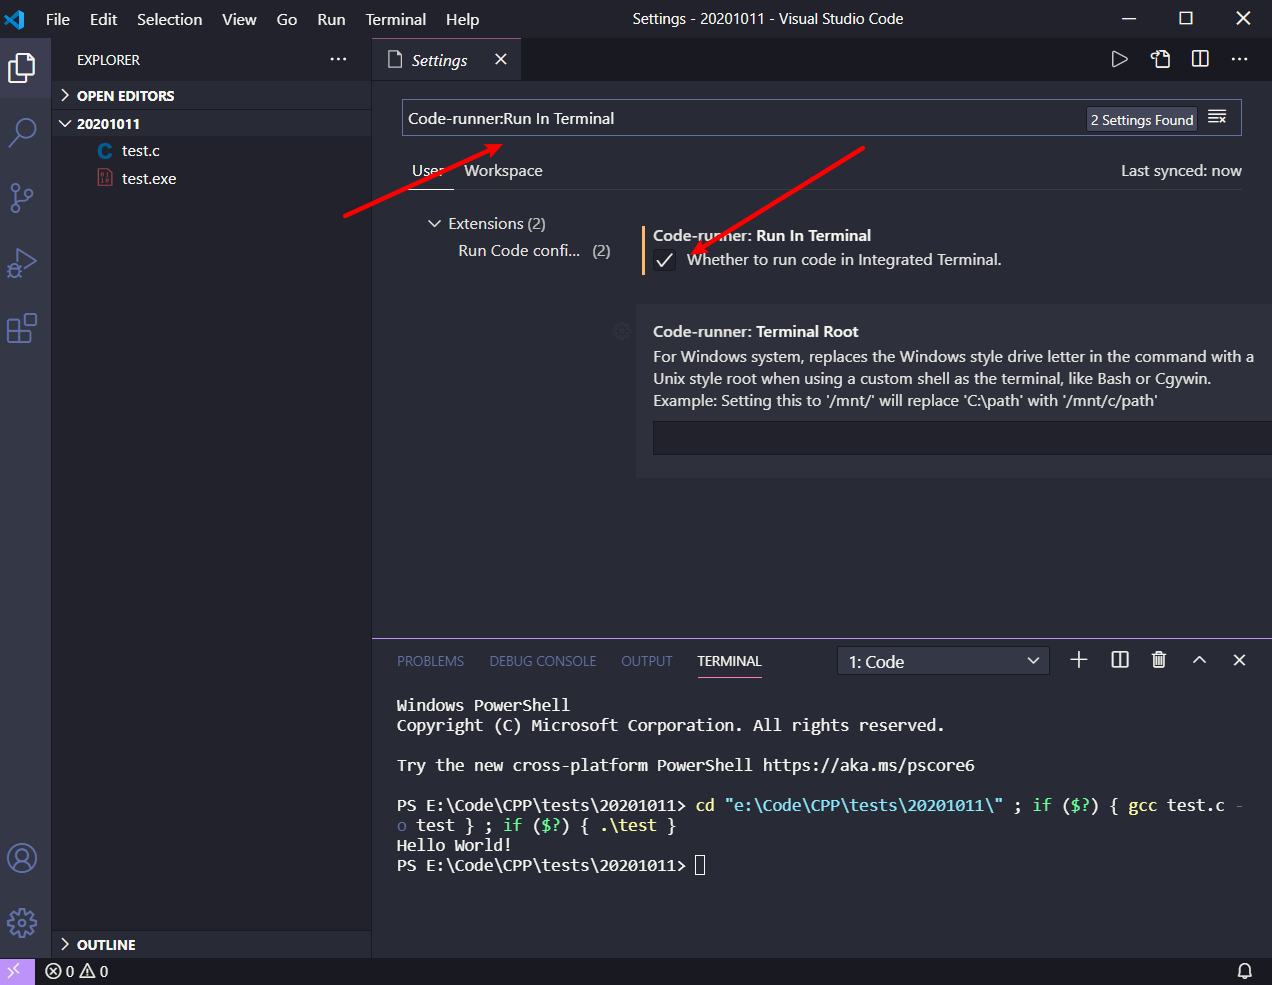 File Edit Selection View Go Run Terminal Help
Settings - 20201011 - Visual Studio Code
EXPLORER
Settings
OPEN EDITORS
20201011
C test.c
test.exe
Code-runner:Run In Terminal
2 Settings Found
User Workspace
Last synced: now
Extensions (2)
Run Code confi... (2)
Code-runner: Run In Terminal
Whether to run code in Integrated Terminal.
Code-runner: Terminal Root
For Windows system, replaces the Windows style drive letter in the command with a
Unix style root when using a custom shell as the terminal, like Bash or Cgywin.
Example: Setting this to '/mnt/' will replace 'C:\path' with '/mnt/c/path'
PROBLEMS DEBUG CONSOLE OUTPUT TERMINAL
1: Code
Windows PowerShell
Copyright (C) Microsoft Corporation. All rights reserved.
Try the new cross-platform PowerShell https://aka.ms/pscore6
PS E:\Code\CPP\tests\20201011> cd "e:\Code\CPP\tests\20201011\" ; if ($?) { gcc test.c -
o test } ; if ($?) { .\test }
Hello World!
PS E:\Code\CPP\tests\20201011>
OUTLINE
0 0